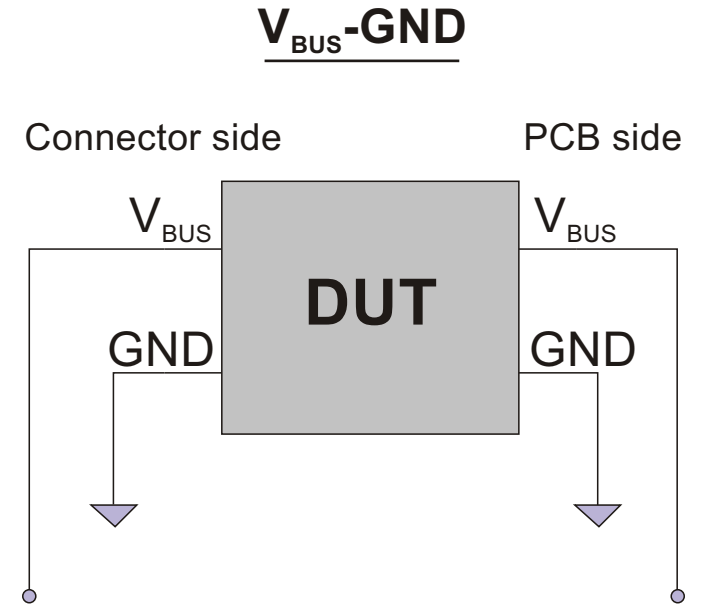 VBUS-GND
Connector side
PCB side
VBUS
VBUS
DUT
GND
GND